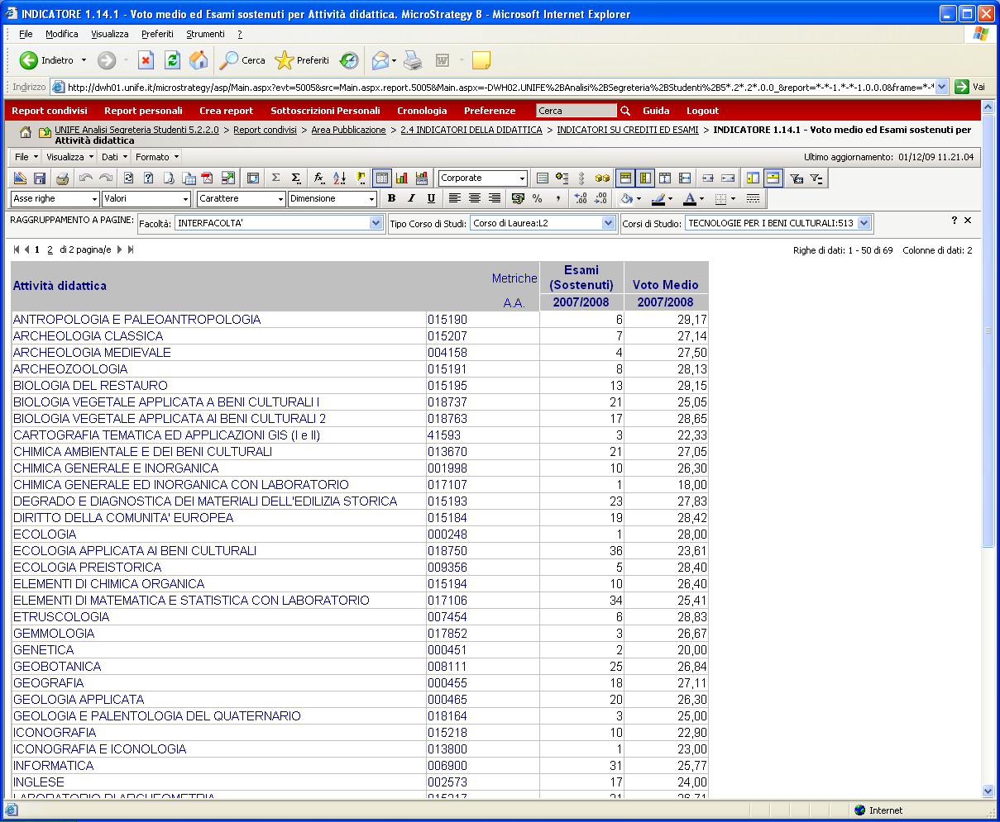 INDICATORE 1.14.1 - Voto medio ed Esami sostenuti per Attività didattica. MicroStrategy 8 - Microsoft Internet Explorer
File Modifica Visualizza Preferiti Strumenti ?
Indietro Cerca Preferiti
Indirizzo http://dwh01.unife.it/microstrategy/asp/Main.aspx?evt=5005&src=Main.aspx.report.5005&Main.aspx=-DWH02.UNIFE%2BAnalisi%2BSegreteria%2BStudenti%2B5*.2*.2*.0.0_&report=*-*-1.*-*-1.0.0.0&frame=*-* Vai
Report condivisi Report personali Crea report Sottoscrizioni Personali Cronologia Preferenze Cerca Guida Logout
UNIFE Analisi Segreteria Studenti 5.2.2.0 > Report condivisi > Area Pubblicazione > 2.4 INDICATORI DELLA DIDATTICA > INDICATORI SU CREDITI ED ESAMI > INDICATORE 1.14.1 - Voto medio ed Esami sostenuti per
Attività didattica
File Visualizza Dati Formato Ultimo aggiornamento: 01/12/09 11.21.04
Corporate
Asse righe Valori Carattere Dimensione B I U %
RAGGRUPPAMENTO A PAGINE: Facoltà: INTERFACOLTA' Tipo Corso di Studi: Corso di Laurea:L2 Corsi di Studio: TECNOLOGIE PER I BENI CULTURALI:513 ?
1 2 di 2 pagina/e Righe di dati: 1 - 50 di 69 Colonne di dati: 2
Attività didattica Metriche Esami (Sostenuti) Voto Medio
A.A. 2007/2008 2007/2008
ANTROPOLOGIA E PALEOANTROPOLOGIA 015190 6 29,17
ARCHEOLOGIA CLASSICA 015207 7 27,14
ARCHEOLOGIA MEDIEVALE 004158 4 27,50
ARCHEOZOOLOGIA 015191 8 28,13
BIOLOGIA DEL RESTAURO 015195 13 29,15
BIOLOGIA VEGETALE APPLICATA A BENI CULTURALI I 018737 21 25,05
BIOLOGIA VEGETALE APPLICATA AI BENI CULTURALI 2 018763 17 28,65
CARTOGRAFIA TEMATICA ED APPLICAZIONI GIS (I e II) 41593 3 22,33
CHIMICA AMBIENTALE E DEI BENI CULTURALI 013670 21 27,05
CHIMICA GENERALE E INORGANICA 001998 10 26,30
CHIMICA GENERALE ED INORGANICA CON LABORATORIO 017107 1 18,00
DEGRADO E DIAGNOSTICA DEI MATERIALI DELL'EDILIZIA STORICA 015193 23 27,83
DIRITTO DELLA COMUNITA' EUROPEA 015184 19 28,42
ECOLOGIA 000248 1 28,00
ECOLOGIA APPLICATA AI BENI CULTURALI 018750 36 23,61
ECOLOGIA PREISTORICA 009356 5 28,40
ELEMENTI DI CHIMICA ORGANICA 015194 10 26,40
ELEMENTI DI MATEMATICA E STATISTICA CON LABORATORIO 017106 34 25,41
ETRUSCOLOGIA 007454 6 28,83
GEMMOLOGIA 017852 3 26,67
GENETICA 000451 2 20,00
GEOBOTANICA 008111 25 26,84
GEOGRAFIA 000455 18 27,11
GEOLOGIA APPLICATA 000465 20 26,30
GEOLOGIA E PALENTOLOGIA DEL QUATERNARIO 018164 3 25,00
ICONOGRAFIA 015218 10 22,90
ICONOGRAFIA E ICONOLOGIA 013800 1 23,00
INFORMATICA 006900 31 25,77
INGLESE 002573 17 24,00
LABORATORIO DI ARCHEOMETRIA 015217 21 26,71
Internet